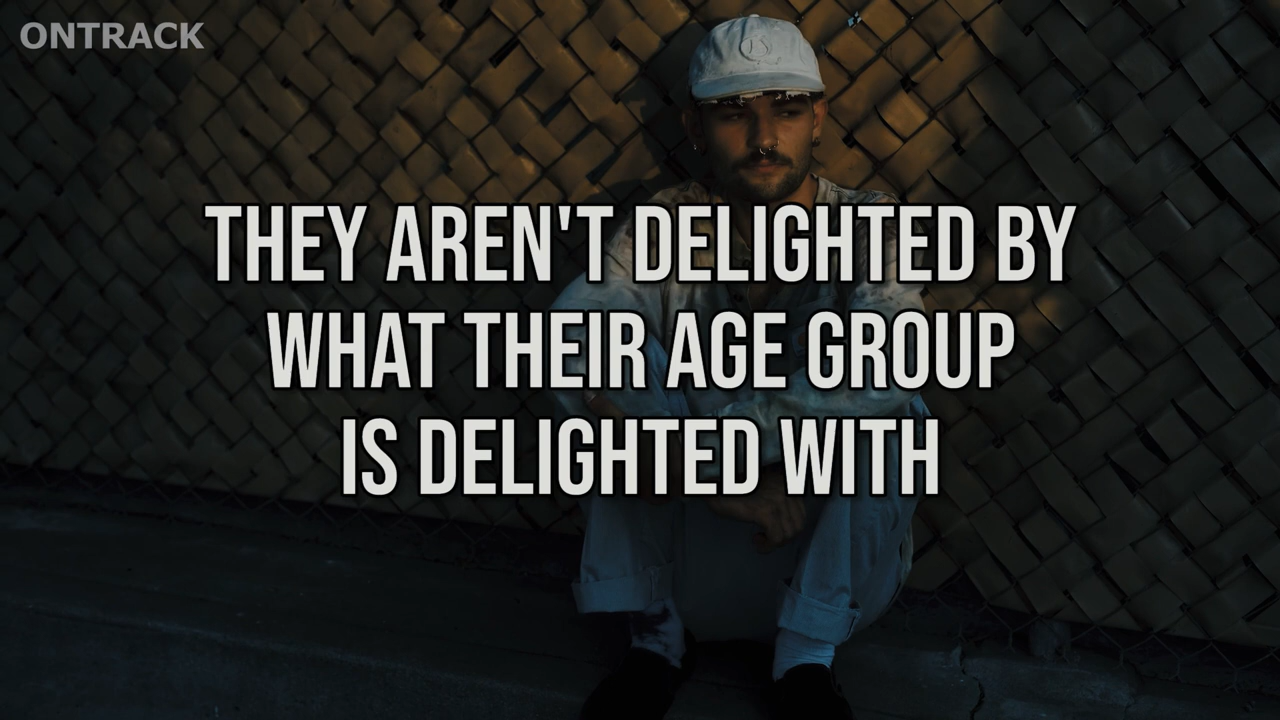 ONTRACK
THEY AREN'T DELIGHTED BY
WHAT THEIR AGE GROUP
IS DELIGHTED WITH